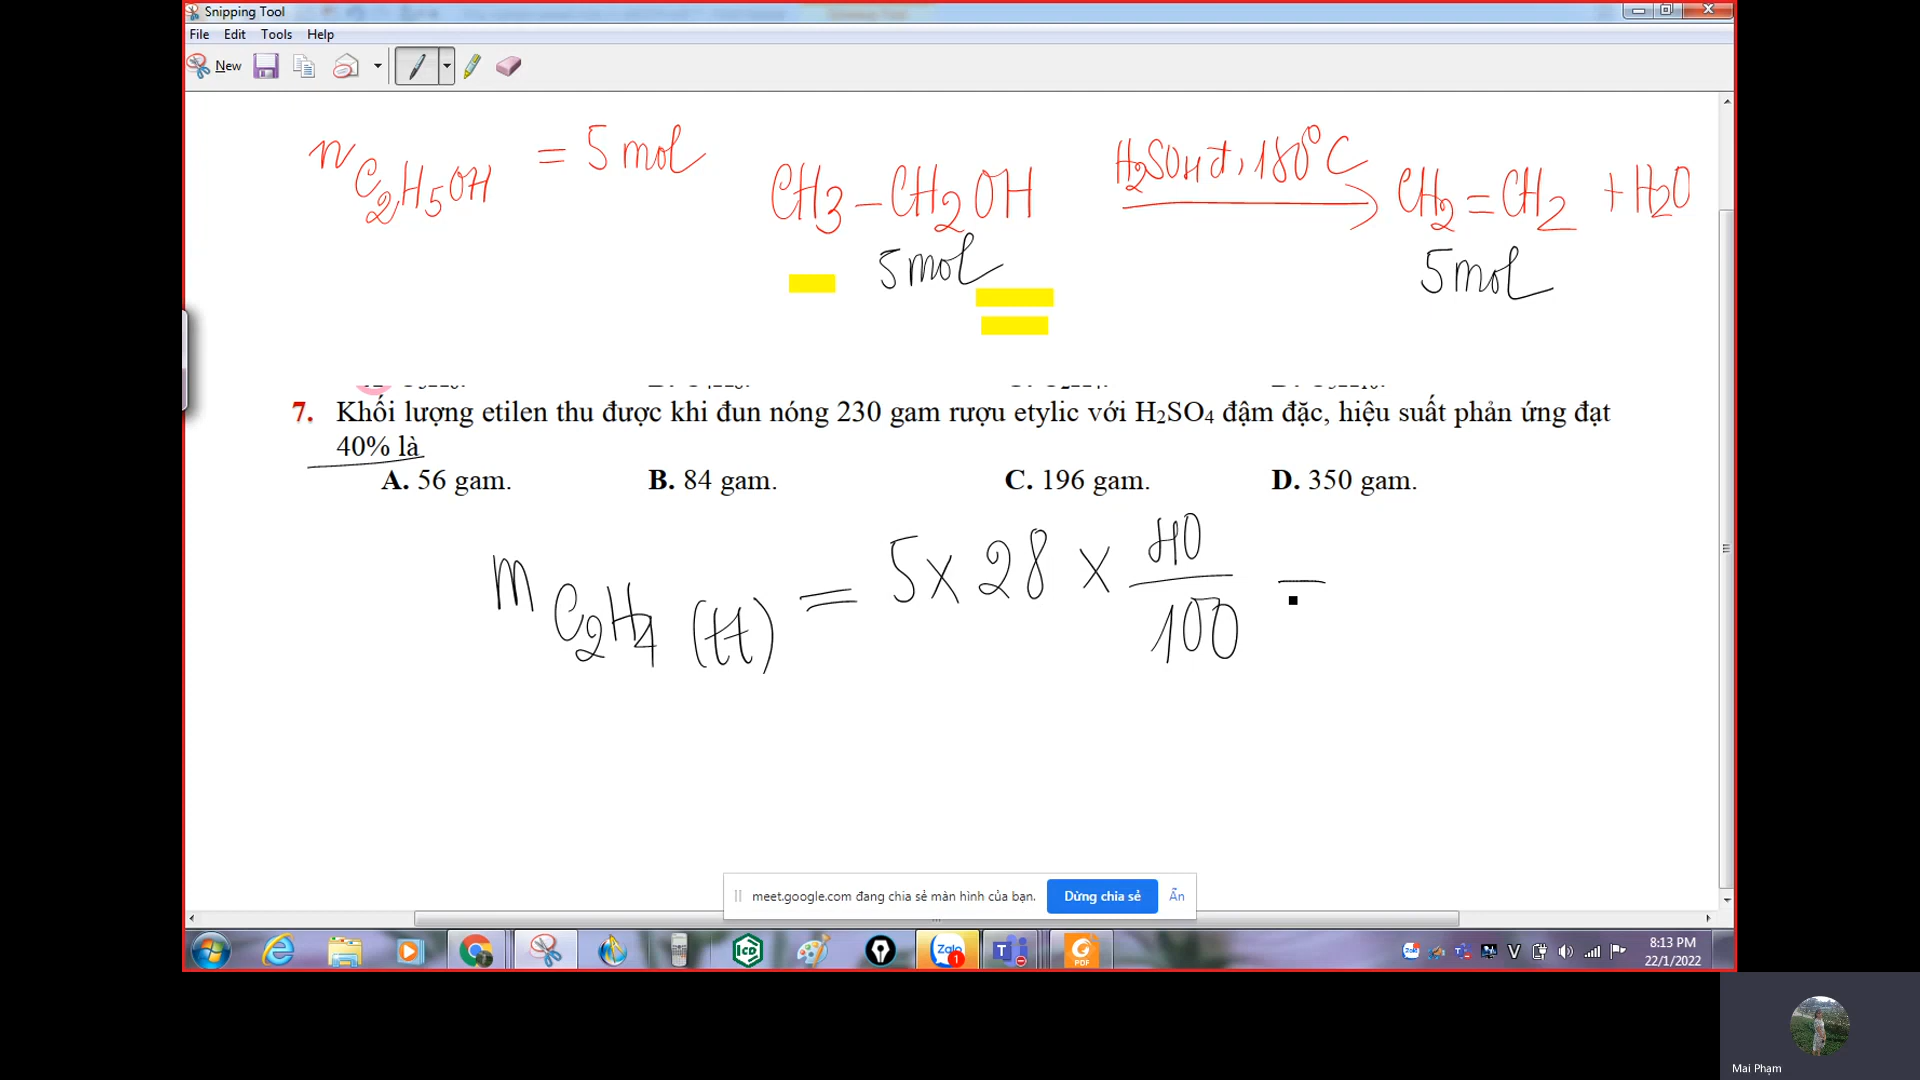 Snipping Tool
File Edit Tools Help
New
n C₂H₅OH = 5 mol
CH3 – CH2OH H₂SO₄ đ, 180°C CH₂ = CH₂ + H₂O
5 mol 5 mol
7. Khối lượng etilen thu được khi đun nóng 230 gam rượu etylic với H₂SO₄ đậm đặc, hiệu suất phản ứng đạt
40% là
A. 56 gam. B. 84 gam. C. 196 gam. D. 350 gam.
m C₂H₄ (tt) = 5 x 28 x 40/100
meet.google.com đang chia sẻ màn hình của bạn. Dừng chia sẻ Ẩn
ICD
Zalo
1
T
PDF
V
8:13 PM
22/1/2022
Mai Phạm